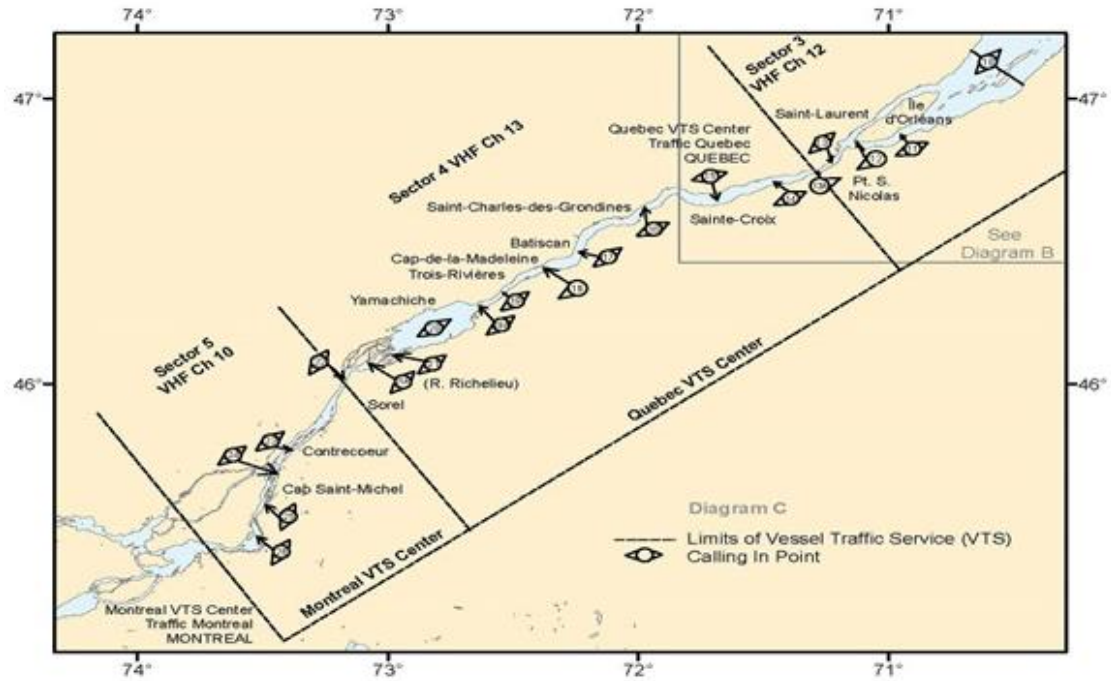 74°
73°
72°
71°
47°
47°
Sector 3
VHF Ch 12
Saint-Laurent
Île
d'Orléans
Quebec VTS Center
Traffic Quebec
QUÉBEC
Sector 4 VHF Ch 13
Pt. S.
Nicolas
Saint-Charles-des-Grondines
Sainte-Croix
See
Diagram B
Batiscan
Cap-de-la-Madeleine
Trois-Rivières
Yamachiche
Sector 5
VHF Ch 10
46°
46°
(R. Richelieu)
Sorel
Quebec VTS Center
Contrecoeur
Cap Saint-Michel
Diagram C
Limits of Vessel Traffic Service (VTS)
Calling In Point
Montreal VTS Center
Montreal VTS Center
Traffic Montreal
MONTREAL
74°
73°
72°
71°